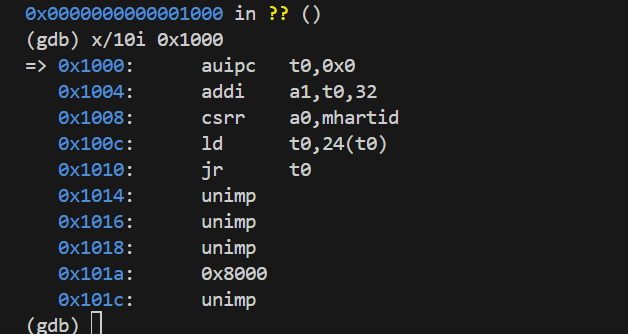 0x0000000000001000 in ?? ()
(gdb) x/10i 0x1000
=> 0x1000: auipc t0,0x0
0x1004: addi a1,t0,32
0x1008: csrr a0,mhartid
0x100c: ld t0,24(t0)
0x1010: jr t0
0x1014: unimp
0x1016: unimp
0x1018: unimp
0x101a: 0x8000
0x101c: unimp
(gdb)